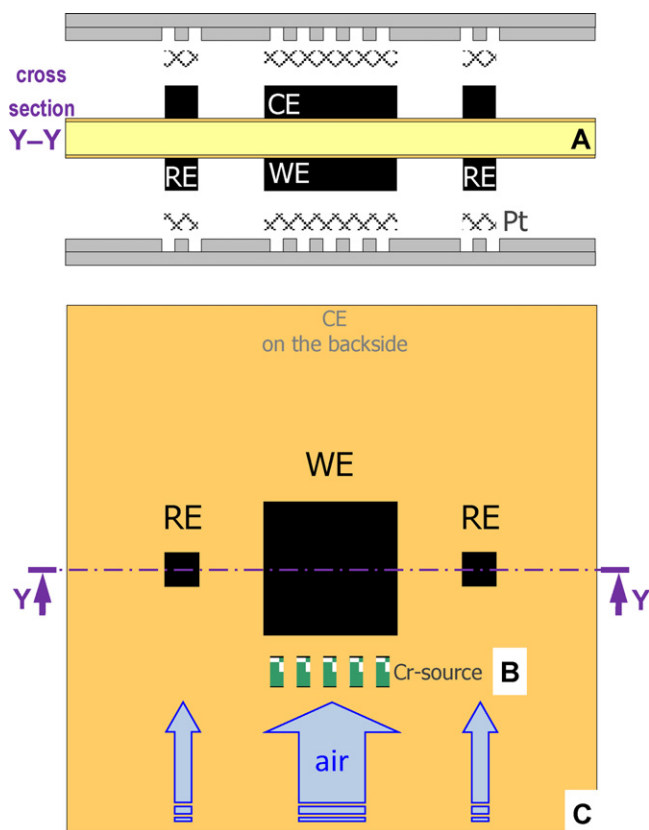 cross
section
Y–Y
CE
A
RE
WE
RE
Pt
CE
on the backside
WE
RE
RE
Y
Y
Cr-source
B
air
C